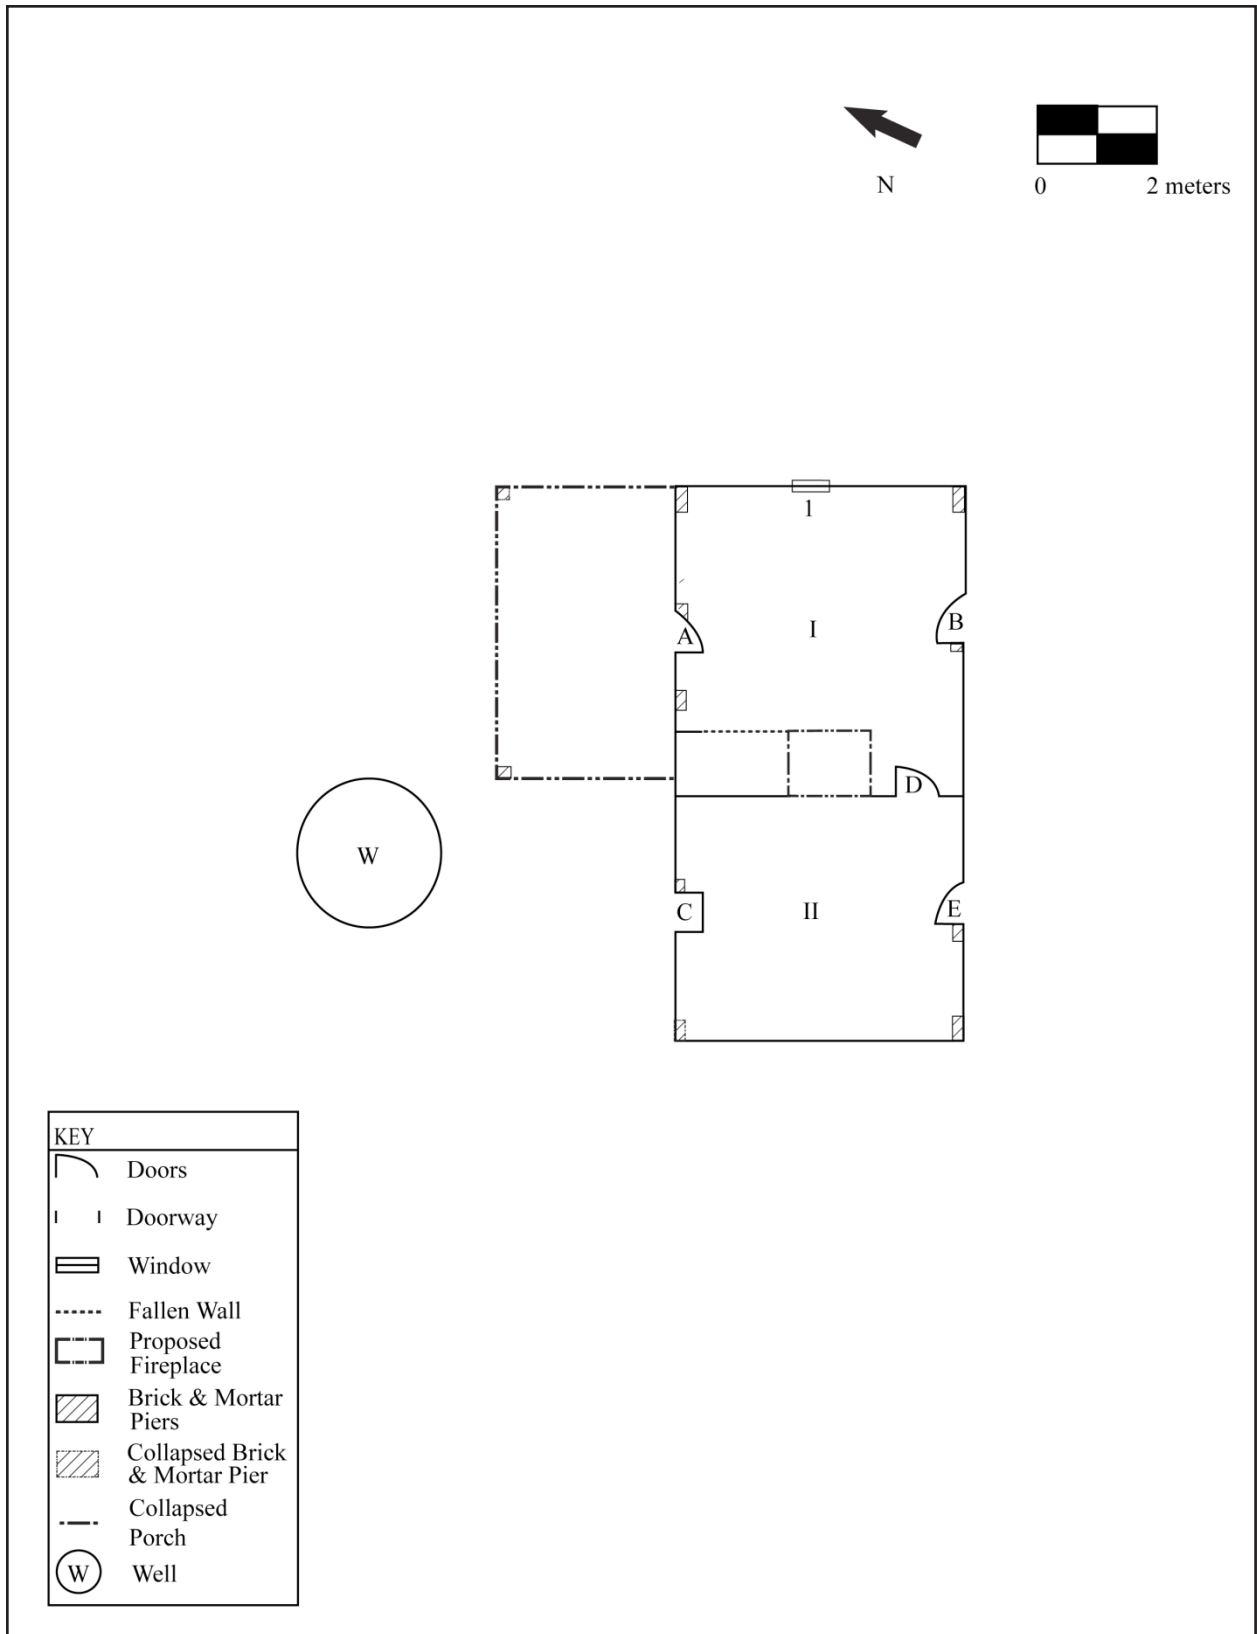 N
0 2 meters
1
B
A
I
D
W
C
II
E
KEY
Doors
Doorway
Window
Fallen Wall
Proposed
Fireplace
Brick & Mortar
Piers
Collapsed Brick
& Mortar Pier
Collapsed
Porch
W Well